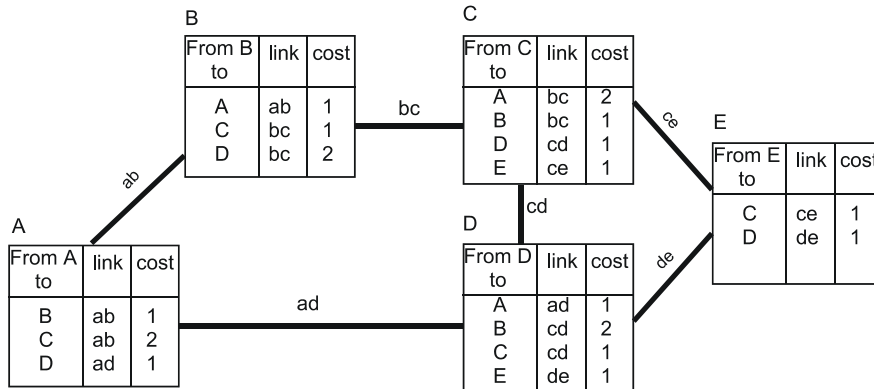 B
From B to link cost
A ab 1
C bc 1
D bc 2
bc
C
From C to link cost
A bc 2
B bc 1
D cd 1
E ce 1
ce
E
From E to link cost
C ce 1
D de 1
ab
cd
A
From A to link cost
B ab 1
C ab 2
D ad 1
ad
D
From D to link cost
A ad 1
B cd 2
C cd 1
E de 1
de